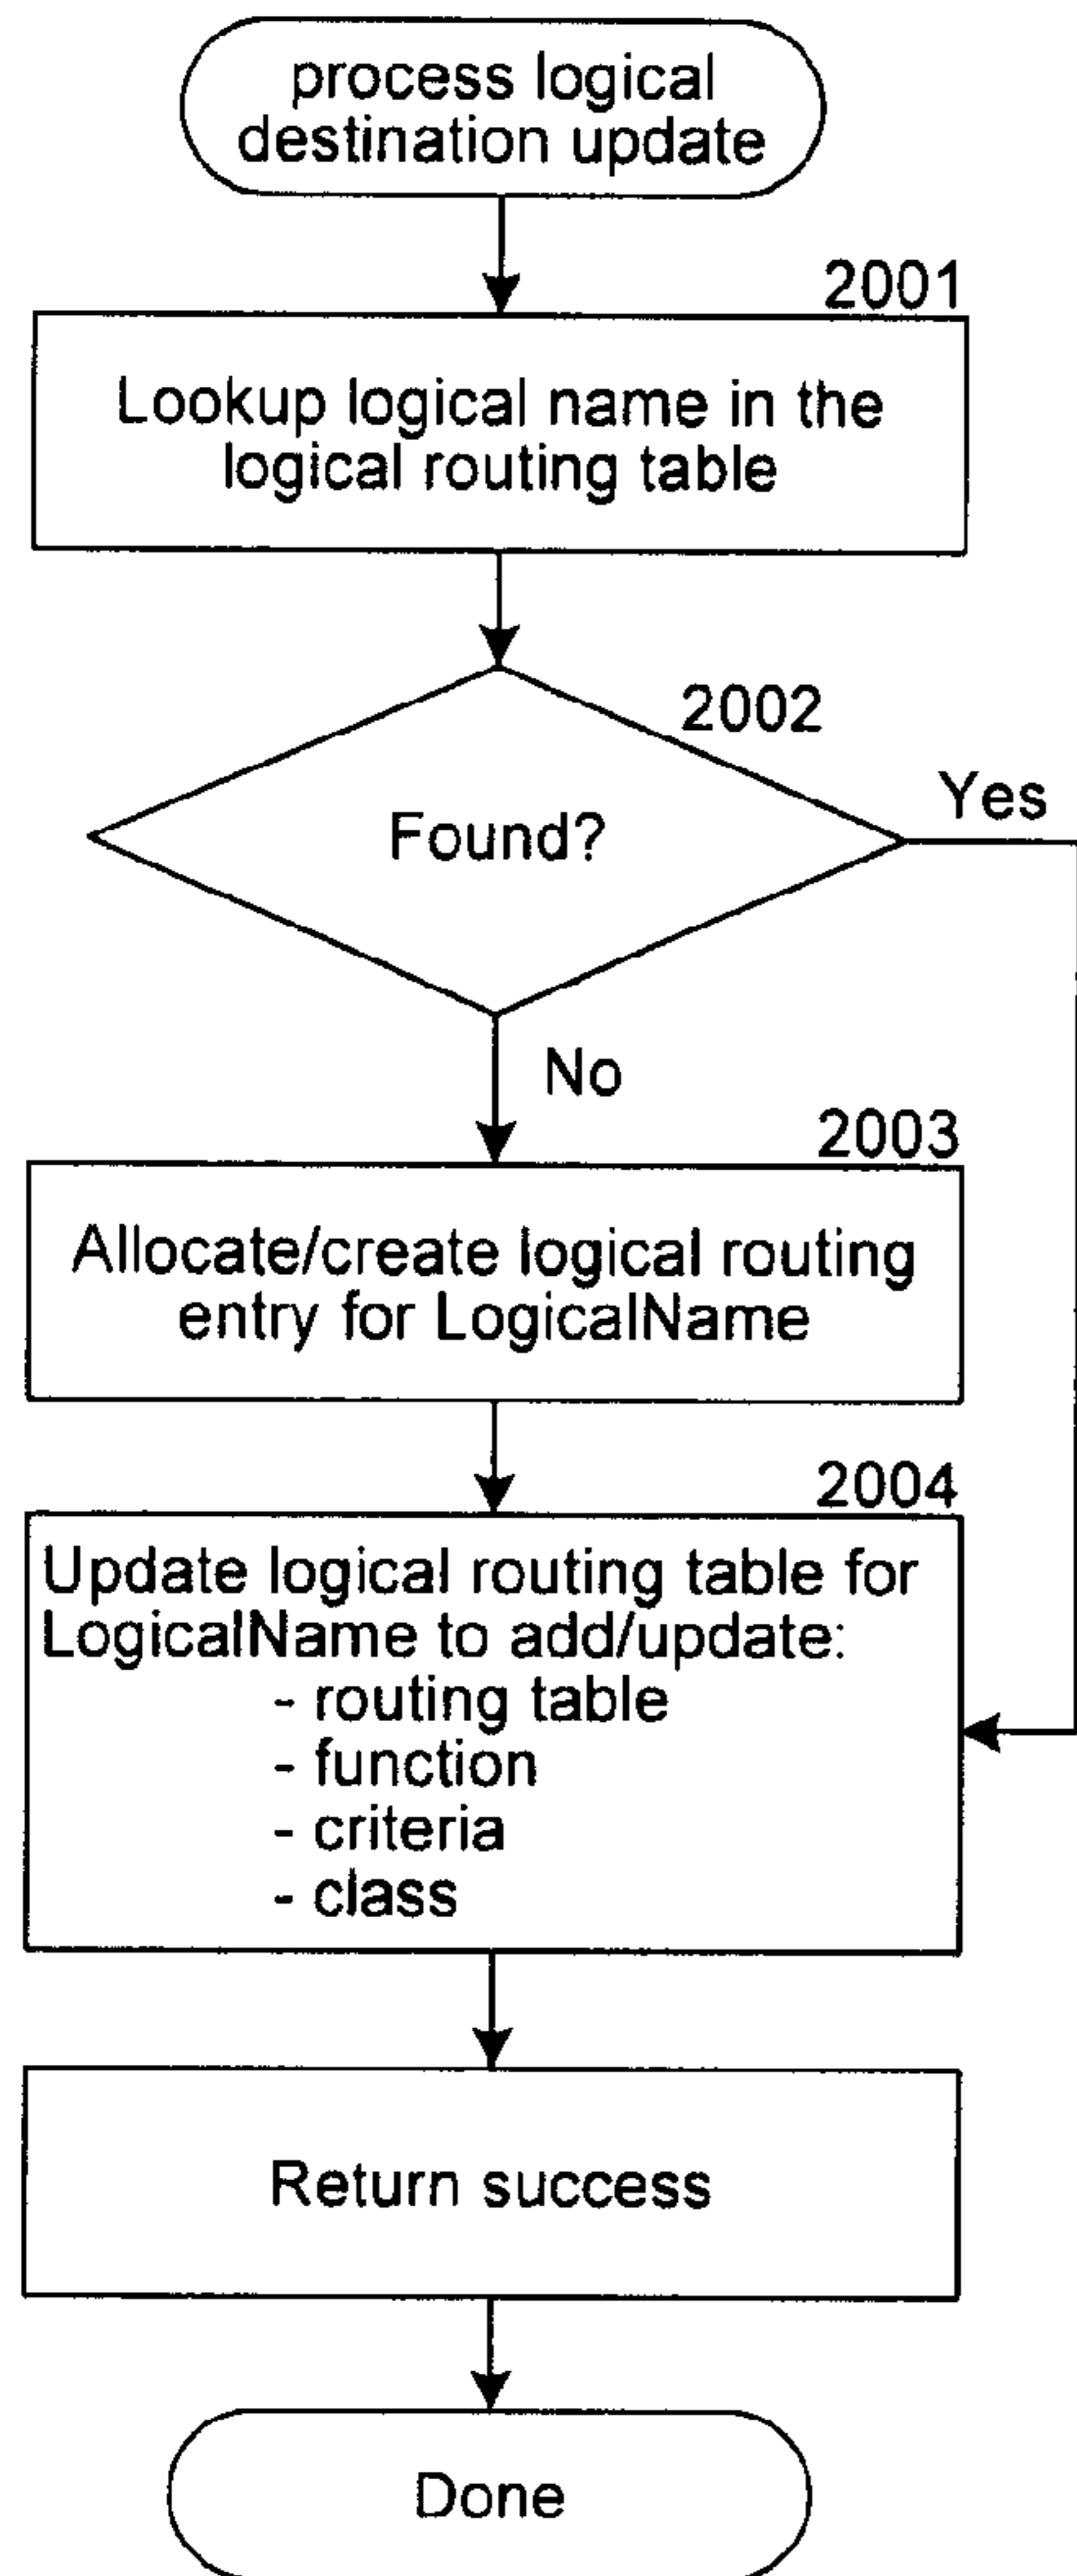 process logical
destination update
2001
Lookup logical name in the
logical routing table
2002
Found?
Yes
No
2003
Allocate/create logical routing
entry for LogicalName
2004
Update logical routing table for
LogicalName to add/update:
- routing table
- function
- criteria
- class
Return success
Done